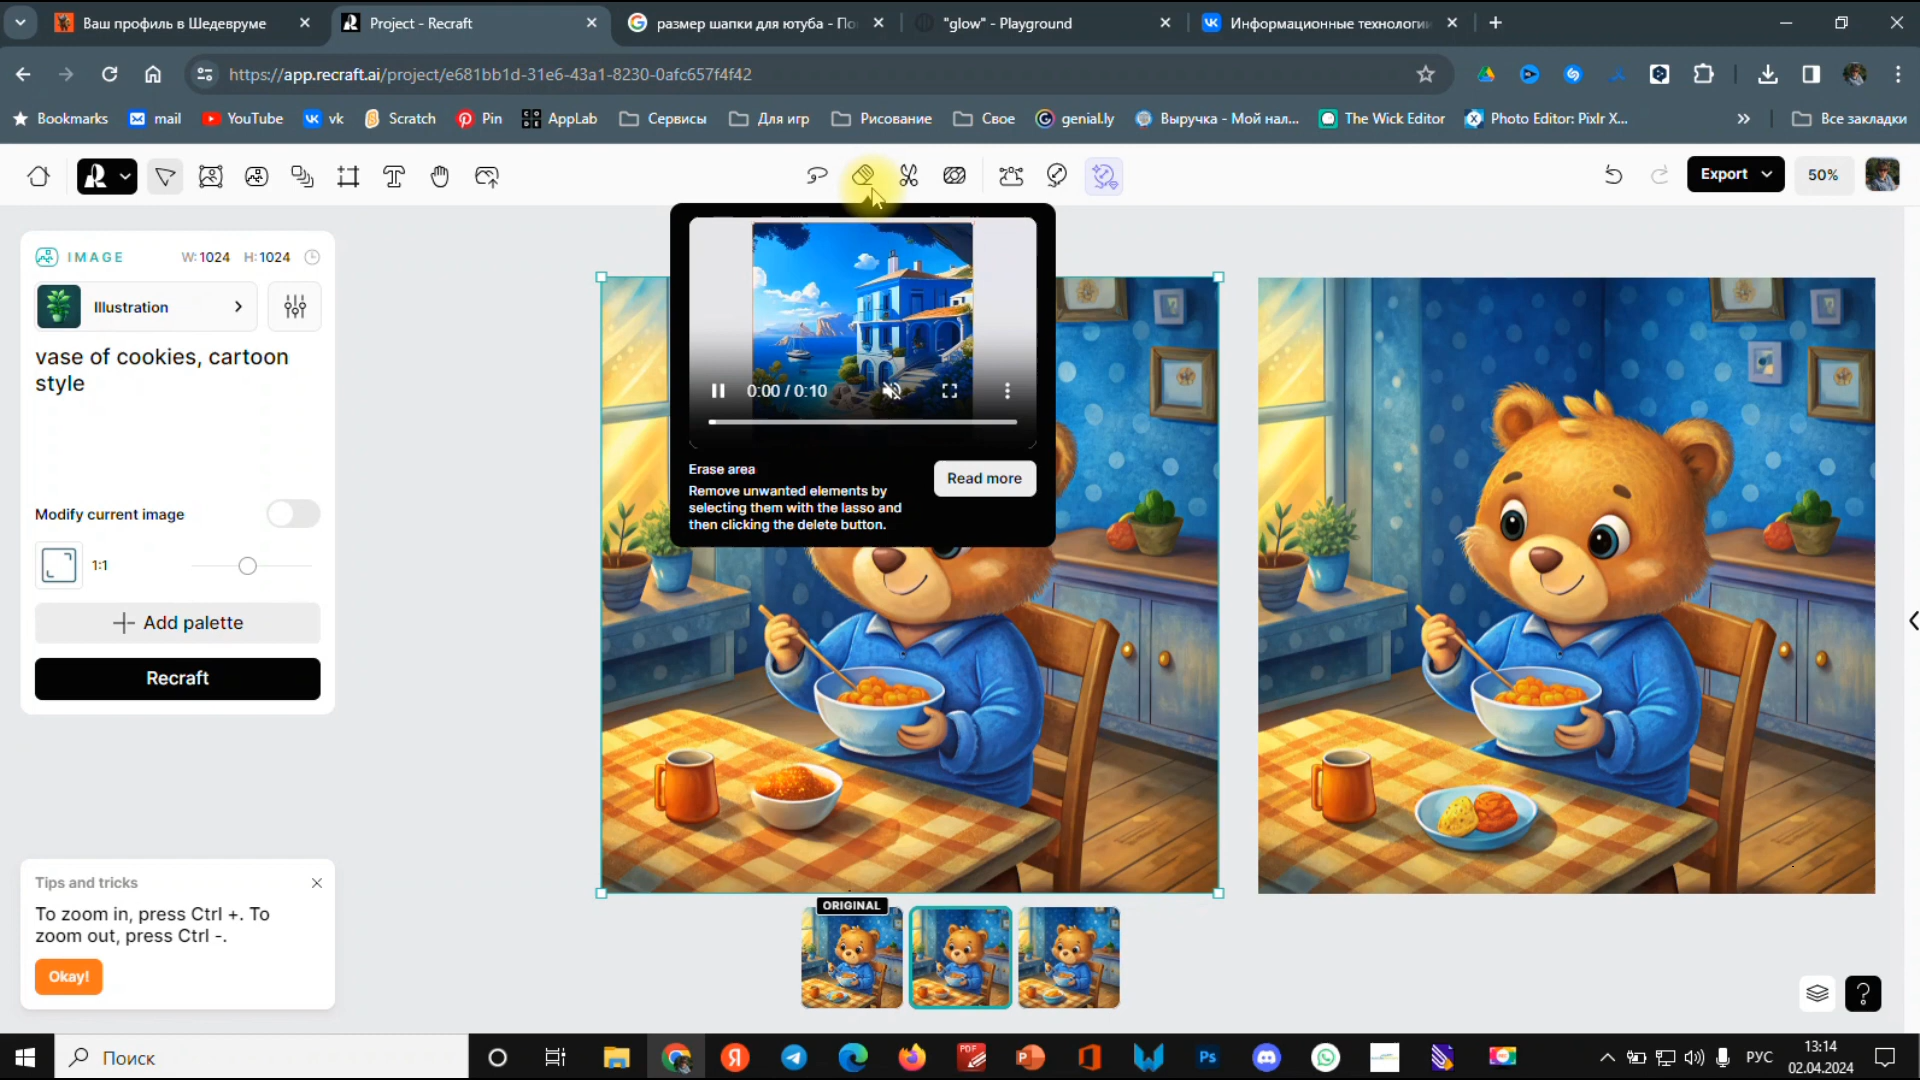 Ваш профиль в Шедевруме
Project - Recraft
размер шапки для ютуба - По
"glow" - Playground
Информационные технологии
https://app.recraft.ai/project/e681bb1d-31e6-43a1-8230-0afc657f4f42
Bookmarks
mail
YouTube
vk
Scratch
Pin
AppLab
Сервисы
Для игр
Рисование
Свое
genial.ly
Выручка - Мой нал...
The Wick Editor
Photo Editor: Pixlr X...
Все закладки
Export
50%
IMAGE
W: 1024 H: 1024
Illustration
vase of cookies, cartoon
style
Modify current image
1:1
Add palette
Recraft
0:00 / 0:10
Erase area
Remove unwanted elements by
selecting them with the lasso and
then clicking the delete button.
Read more
Tips and tricks
To zoom in, press Ctrl +. To
zoom out, press Ctrl -.
Okay!
ORIGINAL
?
Поиск
PDF
Ps
РУС
13:14
02.04.2024